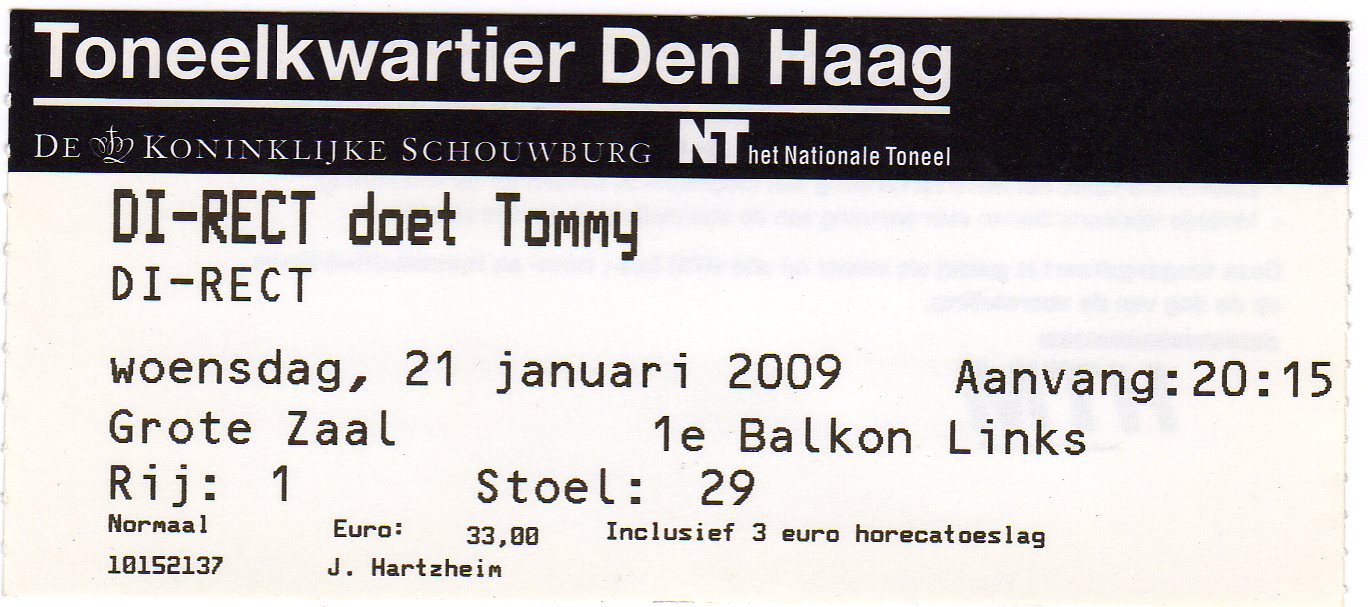 Toneelkwartier Den Haag
DE KONINKLIJKE SCHOUWBURG NT het Nationale Toneel
DI-RECT doet Tommy
DI-RECT
woensdag, 21 januari 2009 Aanvang:20:15
Grote Zaal 1e Balkon Links
Rij: 1 Stoel: 29
Normaal Euro: 33,00 Inclusief 3 euro horecatoeslag
10152137 J. Hartzheim